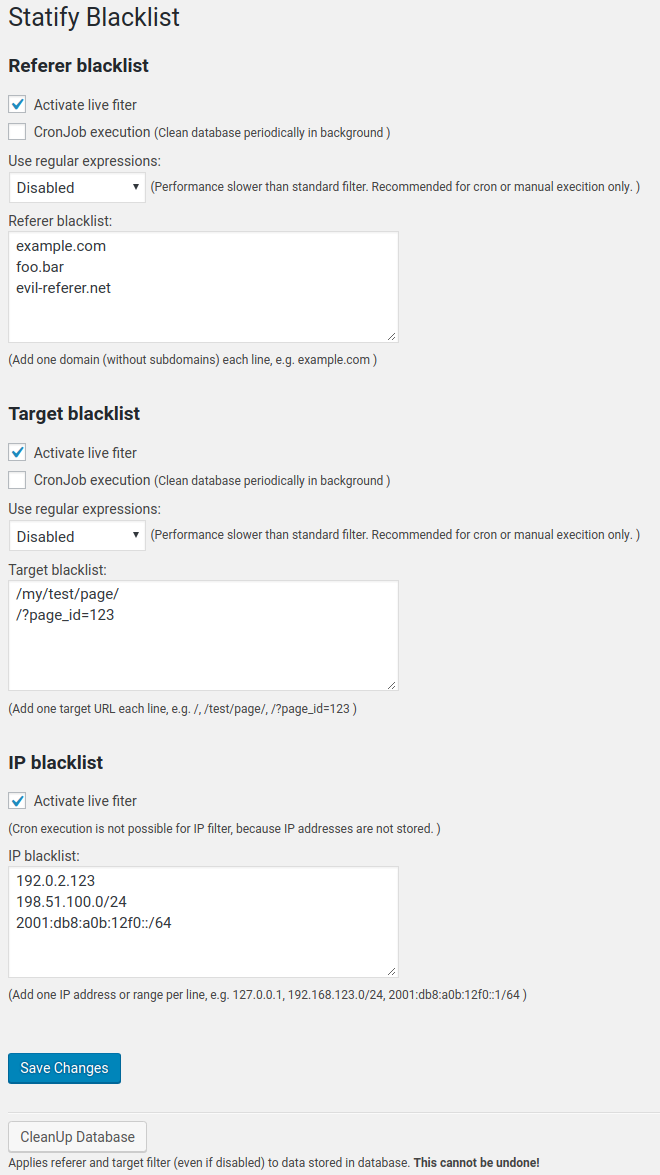 Statify Blacklist
Referer blacklist
Activate live fiter
CronJob execution (Clean database periodically in background )
Use regular expressions:
Disabled (Performance slower than standard filter. Recommended for cron or manual execition only. )
Referer blacklist:
example.com
foo.bar
evil-referer.net
(Add one domain (without subdomains) each line, e.g. example.com )
Target blacklist
Activate live fiter
CronJob execution (Clean database periodically in background )
Use regular expressions:
Disabled (Performance slower than standard filter. Recommended for cron or manual execition only. )
Target blacklist:
/my/test/page/
/?page_id=123
(Add one target URL each line, e.g. /, /test/page/, /?page_id=123 )
IP blacklist
Activate live fiter
(Cron execution is not possible for IP filter, because IP addresses are not stored. )
IP blacklist:
192.0.2.123
198.51.100.0/24
2001:db8:a0b:12f0::/64
(Add one IP address or range per line, e.g. 127.0.0.1, 192.168.123.0/24, 2001:db8:a0b:12f0::1/64 )
Save Changes
CleanUp Database
Applies referer and target filter (even if disabled) to data stored in database. This cannot be undone!